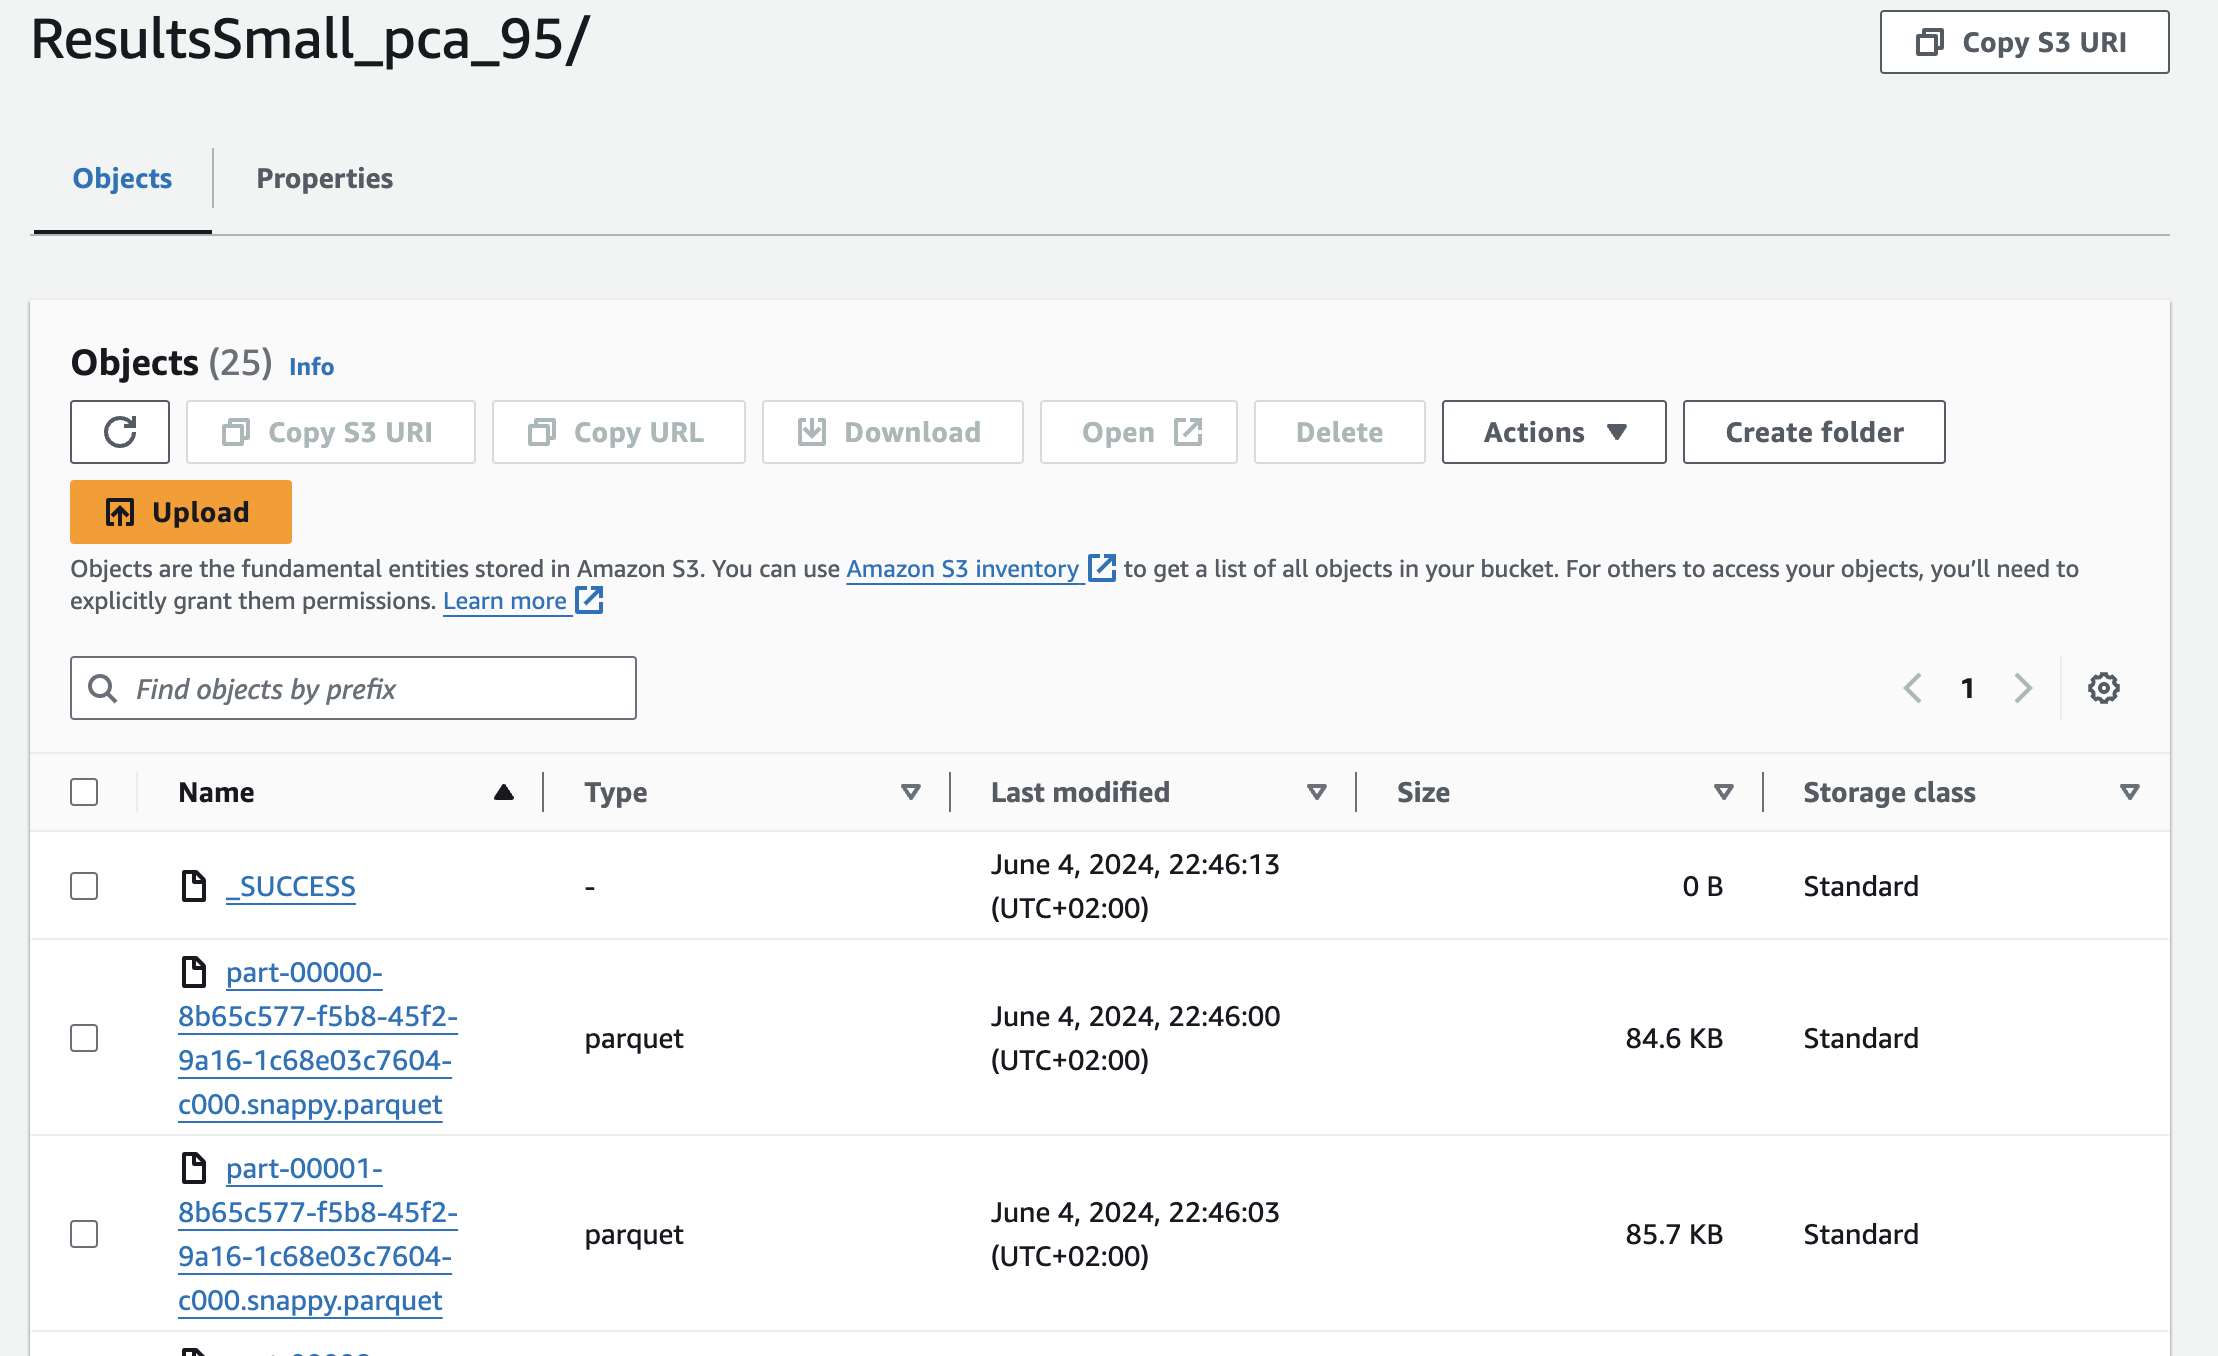 ResultsSmall_pca_95/
Copy S3 URI
Objects
Properties
Objects (25) Info
Copy S3 URI
Copy URL
Download
Open
Delete
Actions
Create folder
Upload
Objects are the fundamental entities stored in Amazon S3. You can use Amazon S3 inventory to get a list of all objects in your bucket. For others to access your objects, you’ll need to
explicitly grant them permissions. Learn more
Find objects by prefix
1
Name
Type
Last modified
Size
Storage class
_SUCCESS
-
June 4, 2024, 22:46:13
(UTC+02:00)
0 B
Standard
part-00000-
8b65c577-f5b8-45f2-
9a16-1c68e03c7604-
c000.snappy.parquet
parquet
June 4, 2024, 22:46:00
(UTC+02:00)
84.6 KB
Standard
part-00001-
8b65c577-f5b8-45f2-
9a16-1c68e03c7604-
c000.snappy.parquet
parquet
June 4, 2024, 22:46:03
(UTC+02:00)
85.7 KB
Standard